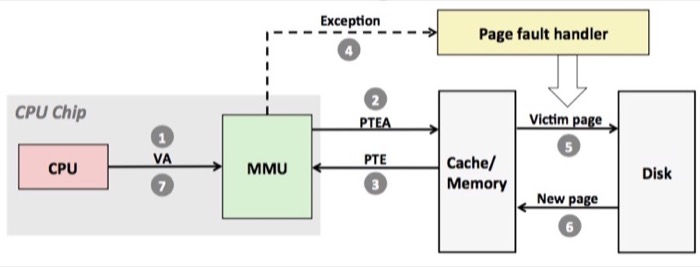 Exception
4
Page fault handler
CPU Chip
2
PTEA
Victim page
5
1
VA
7
CPU
MMU
PTE
3
Cache/
Memory
Disk
New page
6